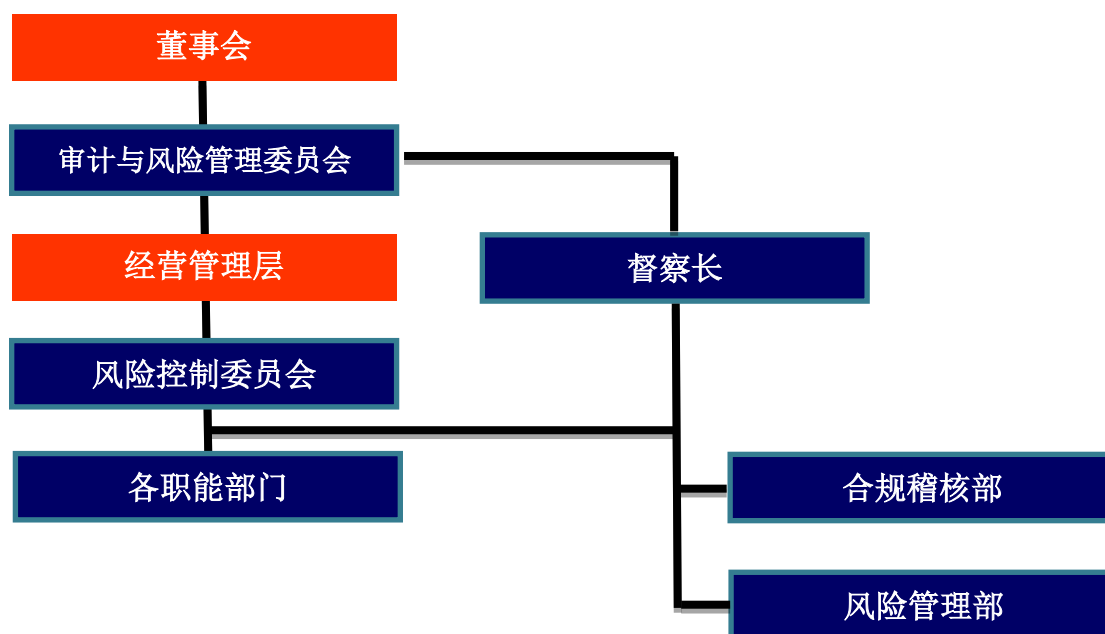 董事会
审计与风险管理委员会
经营管理层
督察长
风险控制委员会
各职能部门
合规稽核部
风险管理部